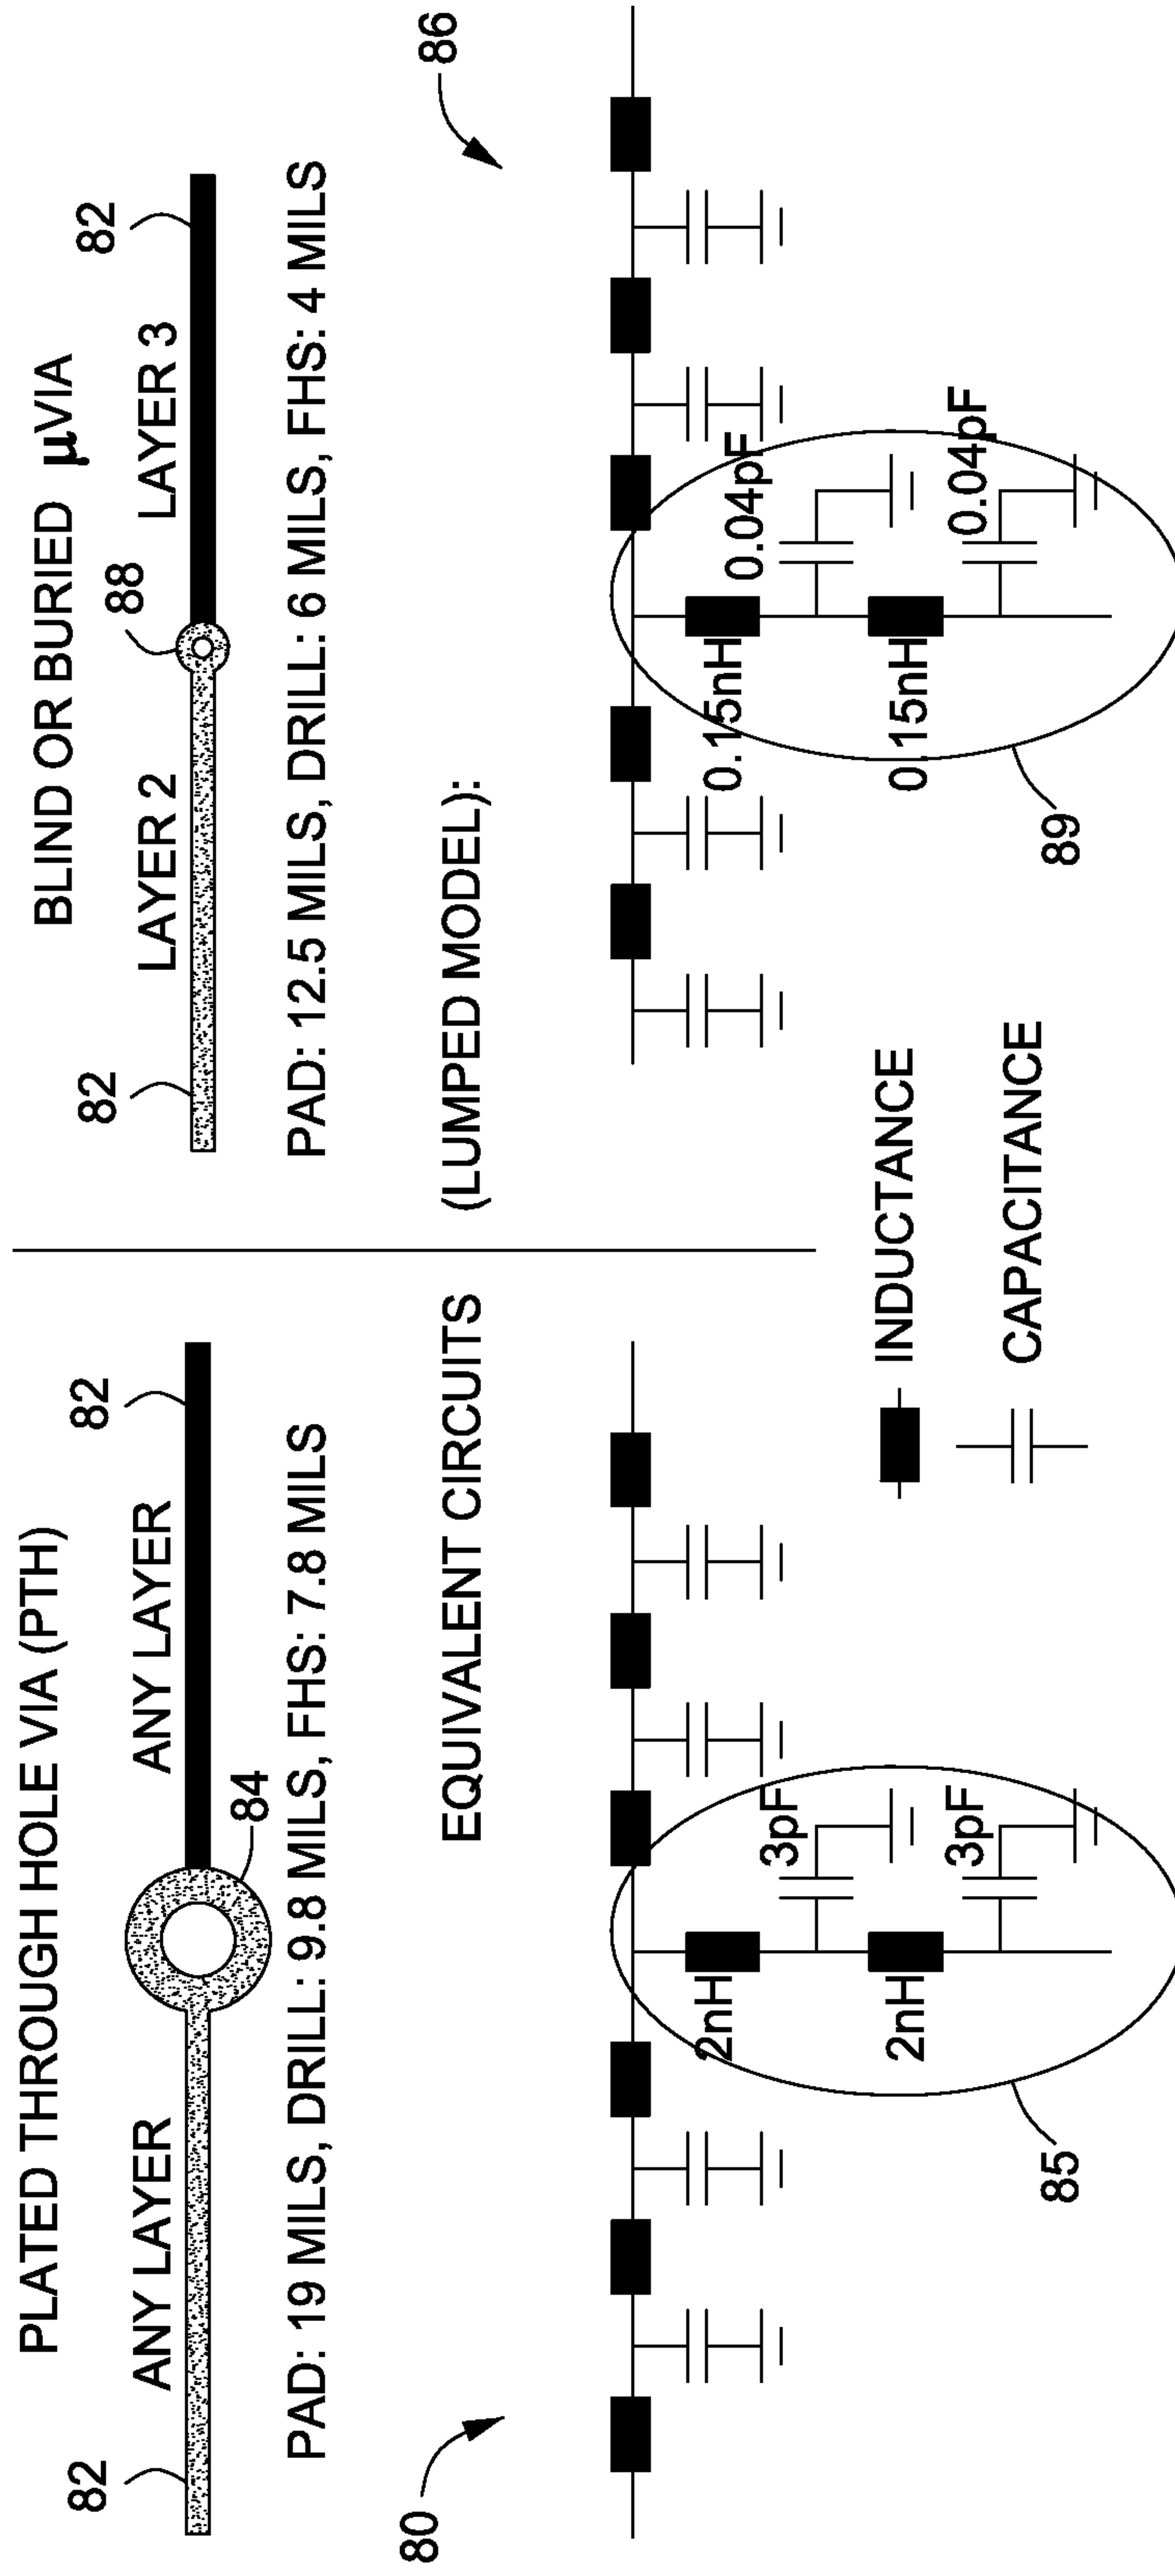 PLATED THROUGH HOLE VIA (PTH)
82
ANY LAYER
ANY LAYER
82
84
PAD: 19 MILS, DRILL: 9.8 MILS, FHS: 7.8 MILS
BLIND OR BURIED µVIA
82
LAYER 2
88
LAYER 3
82
PAD: 12.5 MILS, DRILL: 6 MILS, FHS: 4 MILS
EQUIVALENT CIRCUITS
(LUMPED MODEL):
80
2nH
3pF
2nH
3pF
85
86
0.15nH
0.04pF
0.15nH
0.04pF
89
INDUCTANCE
CAPACITANCE